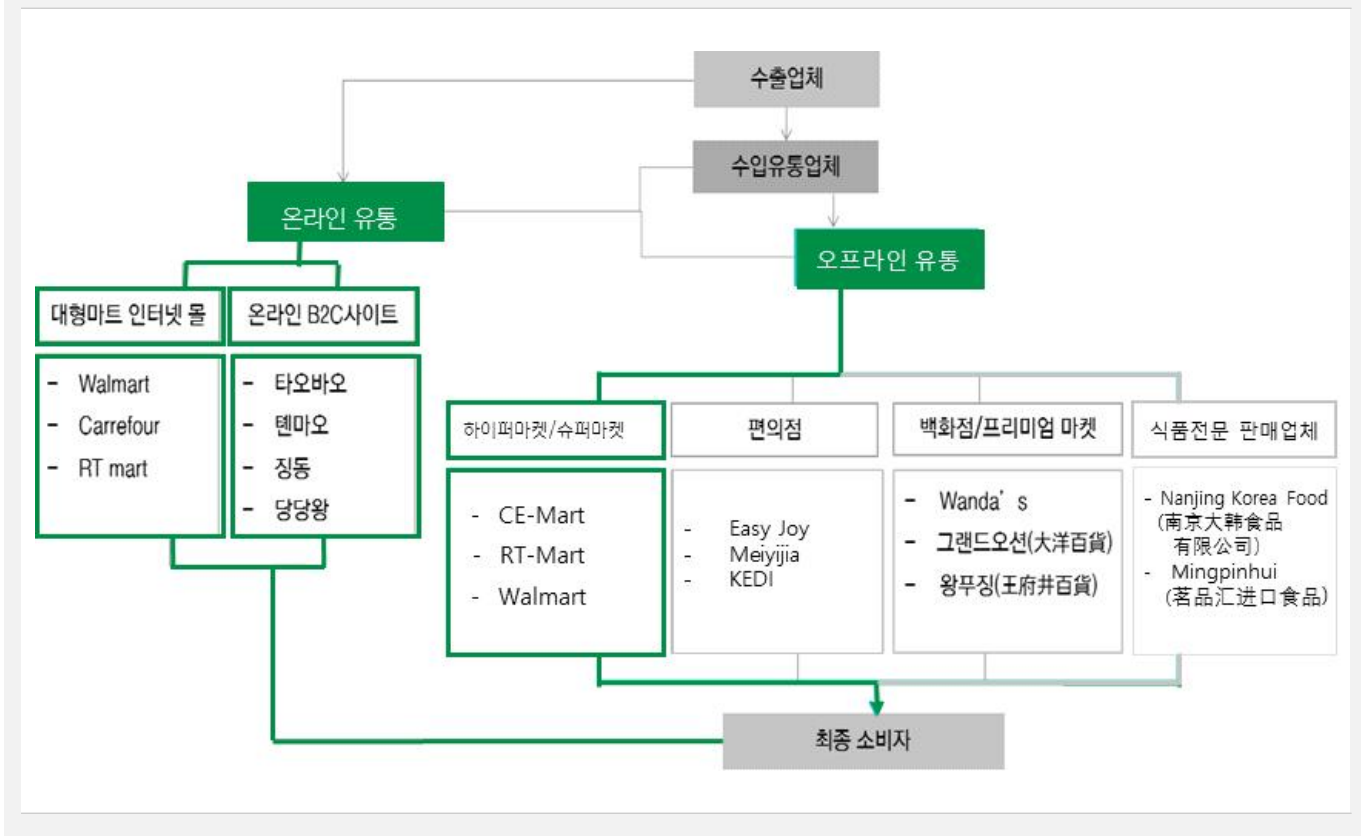 수출업체
수입유통업체
온라인 유통
오프라인 유통
대형마트 인터넷 몰
- Walmart
- Carrefour
- RT mart
온라인 B2C사이트
- 타오바오
- 톈마오
- 징동
- 당당왕
하이퍼마켓/슈퍼마켓
- CE-Mart
- RT-Mart
- Walmart
편의점
- Easy Joy
- Meiyijia
- KEDI
백화점/프리미엄 마켓
- Wanda's
- 그랜드오션(大洋百貨)
- 왕푸징(王府井百貨)
식품전문 판매업체
- Nanjing Korea Food
(南京大韩食品
有限公司)
- Mingpinhui
(茗品汇进口食品)
최종 소비자